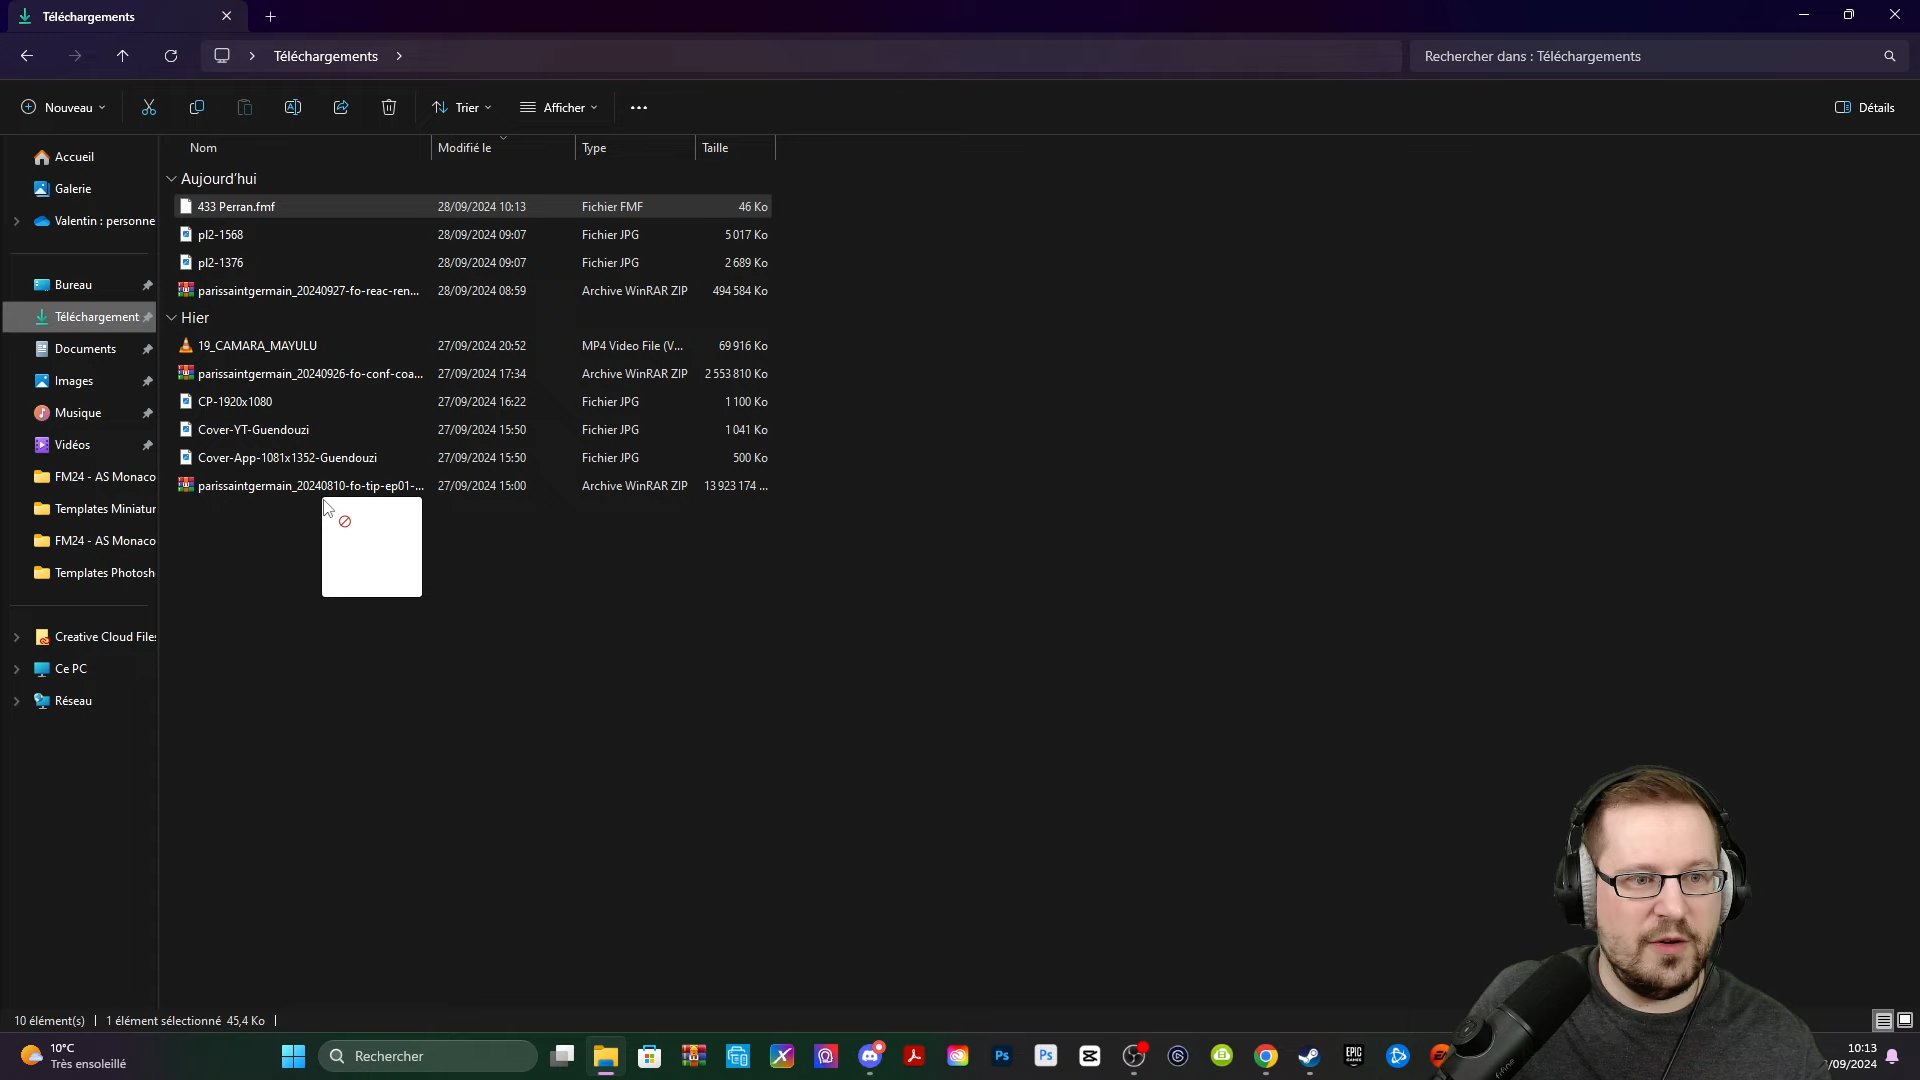 Téléchargements
Téléchargements
Rechercher dans : Téléchargements
Nouveau
Trier
Afficher
Détails
Nom Modifié le Type Taille
Accueil
Galerie
Valentin : personne
Bureau
Téléchargement
Documents
Images
Musique
Vidéos
FM24 - AS Monaco
Templates Miniatur
FM24 - AS Monaco
Templates Photosh
Creative Cloud Files
Ce PC
Réseau
Aujourd'hui
433 Perran.fmf 28/09/2024 10:13 Fichier FMF 46 Ko
pl2-1568 28/09/2024 09:07 Fichier JPG 5 017 Ko
pl2-1376 28/09/2024 09:07 Fichier JPG 2 689 Ko
parissaintgermain_20240927-fo-reac-ren... 28/09/2024 08:59 Archive WinRAR ZIP 494 584 Ko
Hier
19_CAMARA_MAYULU 27/09/2024 20:52 MP4 Video File (V... 69 916 Ko
parissaintgermain_20240926-fo-conf-coa... 27/09/2024 17:34 Archive WinRAR ZIP 2 553 810 Ko
CP-1920x1080 27/09/2024 16:22 Fichier JPG 1 100 Ko
Cover-YT-Guendouzi 27/09/2024 15:50 Fichier JPG 1 041 Ko
Cover-App-1081x1352-Guendouzi 27/09/2024 15:50 Fichier JPG 500 Ko
parissaintgermain_20240810-fo-tip-ep01-... 27/09/2024 15:00 Archive WinRAR ZIP 13 923 174 ...
10 élément(s) 1 élément sélectionné 45,4 Ko
10°C
Très ensoleillé
Rechercher
Ps
Ps
EPIC
GAMES
10:13
/09/2024